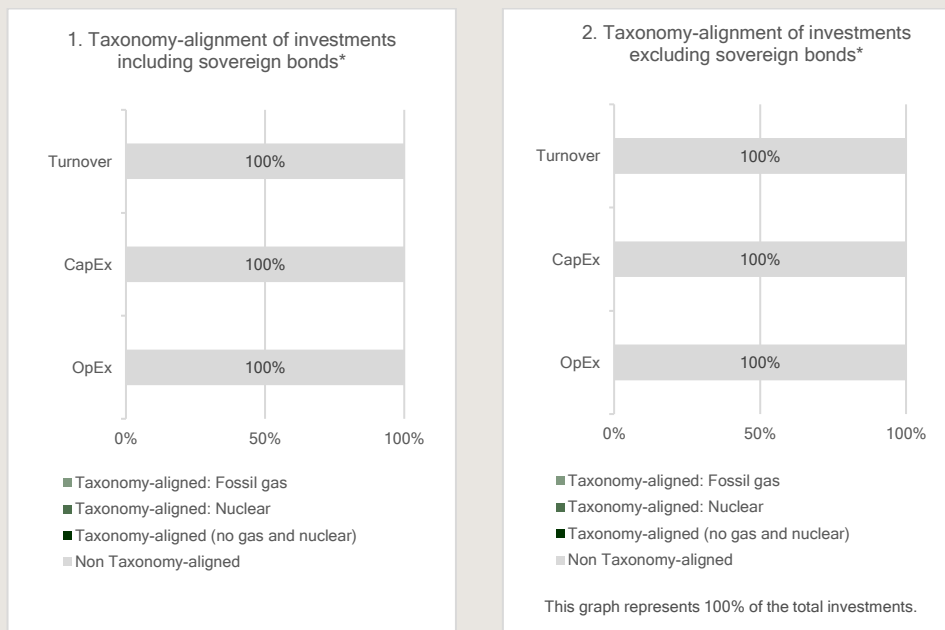 1. Taxonomy-alignment of investments
including sovereign bonds*
Turnover
100%
CapEx
100%
OpEx
100%
0%
50%
100%
Taxonomy-aligned: Fossil gas
Taxonomy-aligned: Nuclear
Taxonomy-aligned (no gas and nuclear)
Non Taxonomy-aligned
2. Taxonomy-alignment of investments
excluding sovereign bonds*
Turnover
100%
CapEx
100%
OpEx
100%
0%
50%
100%
Taxonomy-aligned: Fossil gas
Taxonomy-aligned: Nuclear
Taxonomy-aligned (no gas and nuclear)
Non Taxonomy-aligned
This graph represents 100% of the total investments.